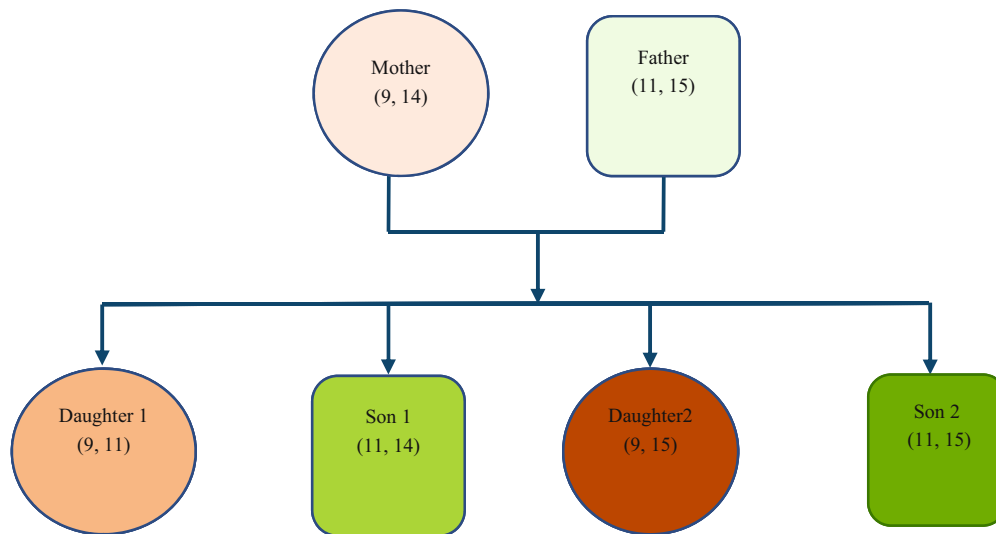 Mother
(9, 14)
Father
(11, 15)
Daughter 1
(9, 11)
Son 1
(11, 14)
Daughter2
(9, 15)
Son 2
(11, 15)